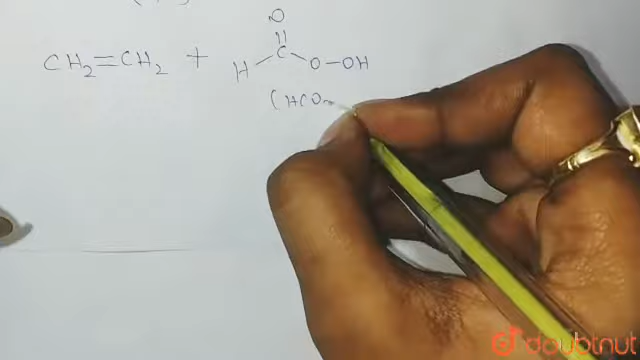 O
||
CH₂=CH₂ + H C O-OH
(HCO
doubtnut